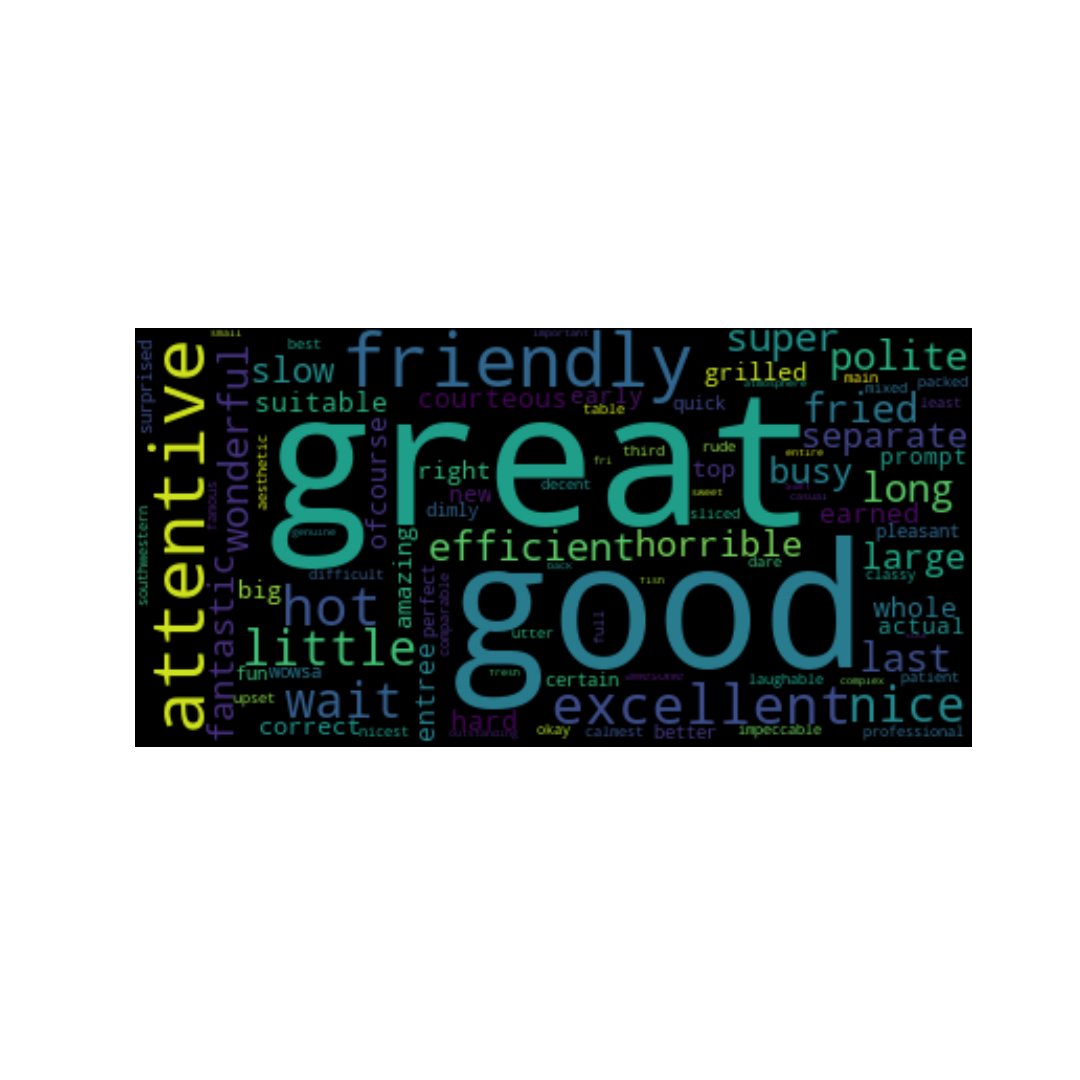 small
important
surprised
best
friendly
super
polite
slow
grilled
atmosphere
main
mixed
packed
attentive
wonderful
suitable
courteous
early
table
quick
fried
least
great
separate
aesthetic
ofcourse
right
third
rude
entire
prompt
fri
top
busy
famous
new
decent
sweet
casual
long
dimly
sliced
earned
southwestern
genuine
efficient
horrible
pleasant
amazing
back
dare
large
fantastic
difficult
perfect
comparable
fish
good
classy
big
hot
whole
full
actual
utter
little
last
fun
wowsa
entree
fresh
certain
awesome
laughable
complex
patient
upset
wait
excellent
nice
correct
nicest
hard
outstanding
okay
calmest
better
impeccable
professional